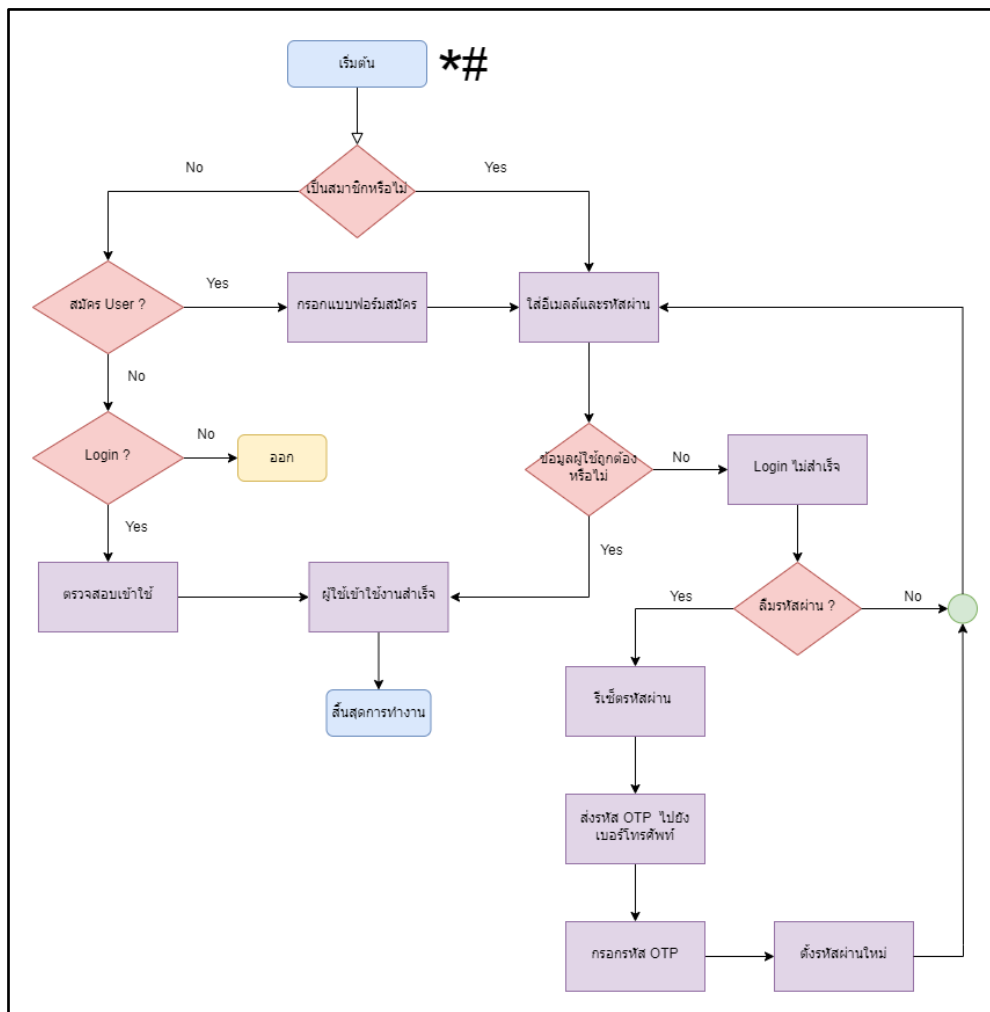 เริ่มต้น
*#
No
Yes
เป็นสมาชิกหรือไม่
สมัคร User ?
Yes
กรอกแบบฟอร์มสมัคร
ใส่อีเมลล์และรหัสผ่าน
No
Login ?
No
ออก
ข้อมูลผู้ใช้ถูกต้อง
หรือไม่
No
Login ไม่สำเร็จ
Yes
Yes
ตรวจสอบเข้าใช้
ผู้ใช้เข้าใช้งานสำเร็จ
Yes
ลืมรหัสผ่าน ?
No
รีเซ็ตรหัสผ่าน
สิ้นสุดการทำงาน
ส่งรหัส OTP ไปยัง
เบอร์โทรศัพท์
กรอกรหัส OTP
ตั้งรหัสผ่านใหม่